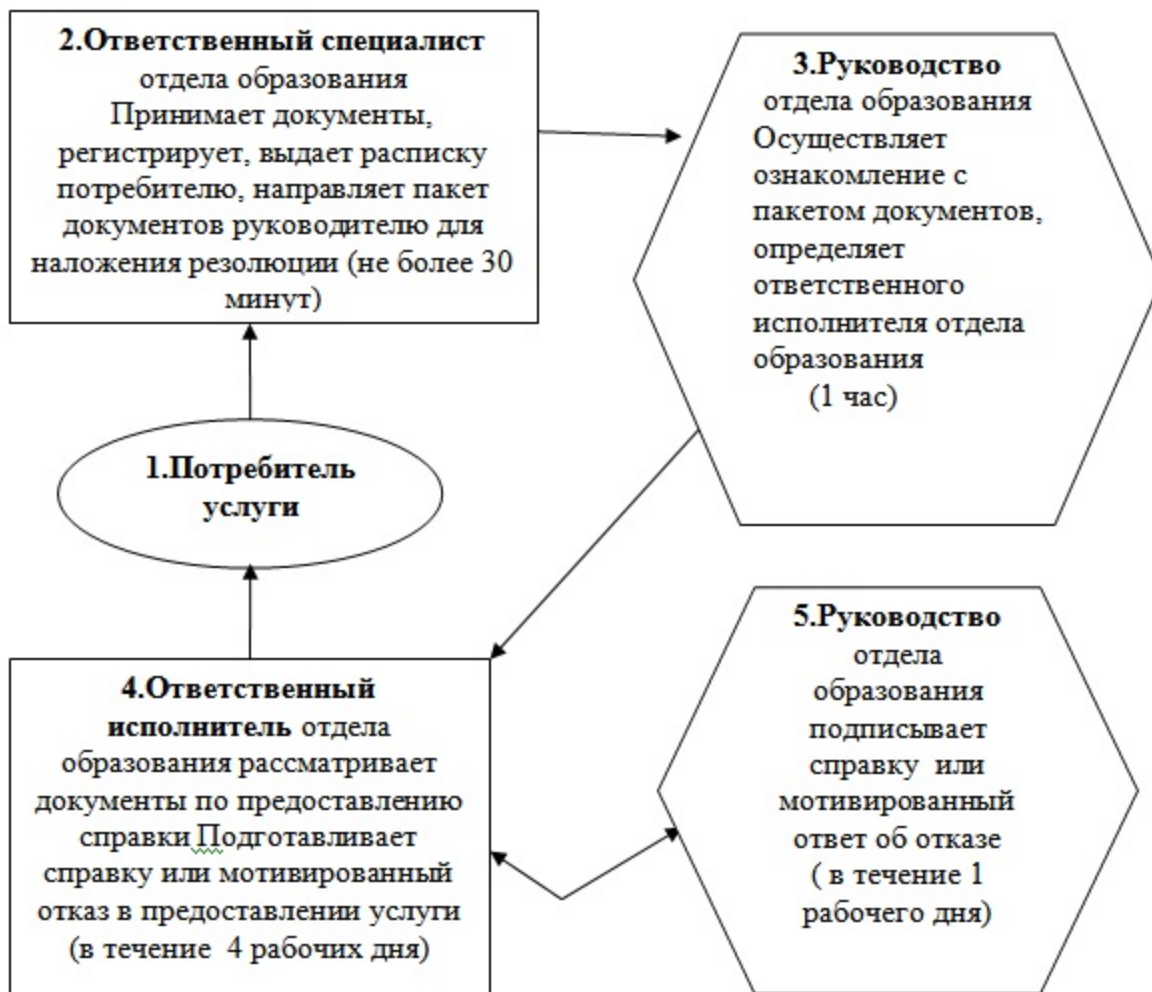 2.Ответственный специалист
отдела образования
Принимает документы,
регистрирует, выдает расписку
потребителю, направляет пакет
документов руководителю для
наложения резолюции (не более 30
минут)
3.Руководство
отдела образования
Осуществляет
ознакомление с
пакетом документов,
определяет
ответственного
исполнителя отдела
образования
(1 час)
1.Потребитель
услуги
4.Ответственный
исполнитель отдела
образования рассматривает
документы по предоставлению
справки Подготавливает
справку или мотивированный
отказ в предоставлении услуги
(в течение 4 рабочих дня)
5.Руководство
отдела
образования
подписывает
справку или
мотивированный
ответ об отказе
( в течение 1
рабочего дня)